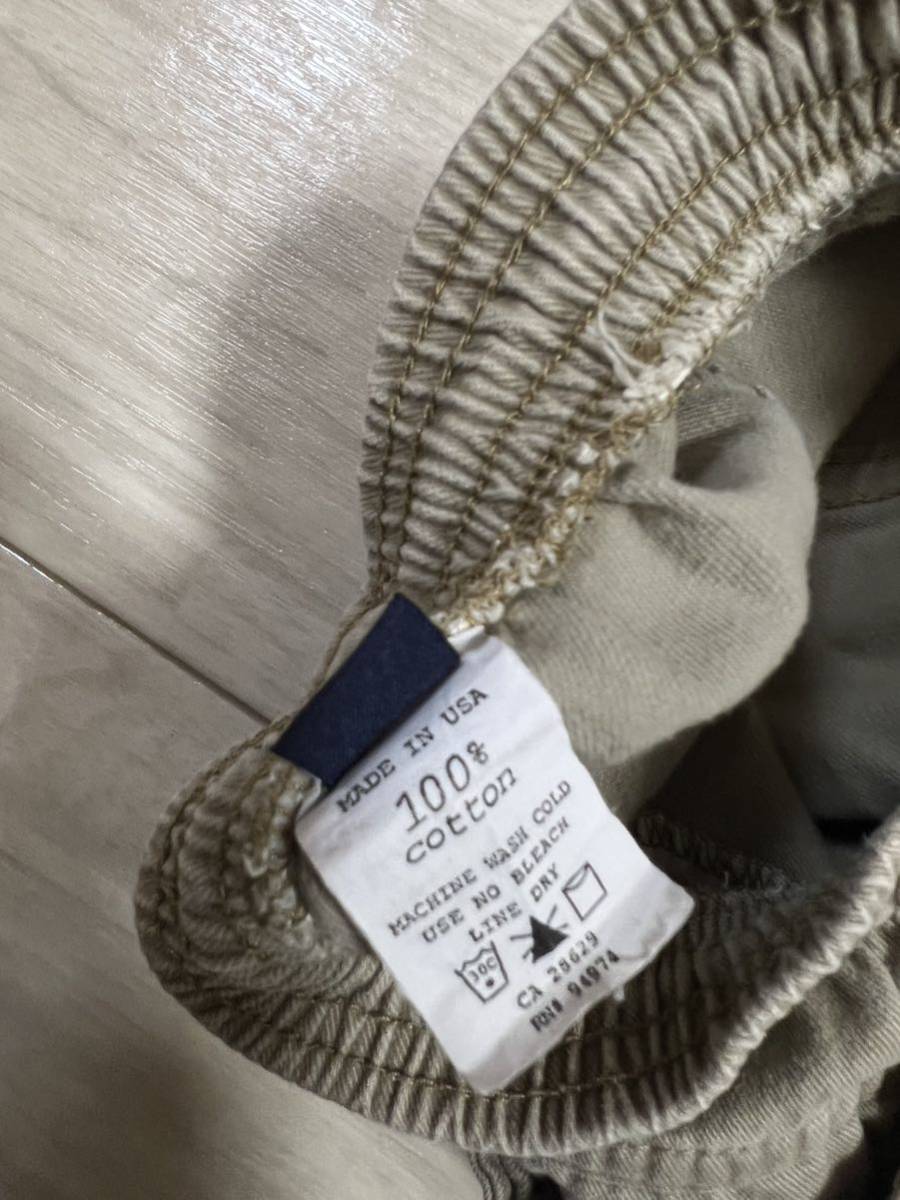 MADE IN USA
100%
cotton
MACHINE WASH COLD
USE NO BLEACH
LINE DRY
30C
CA 28629
RN# 94974